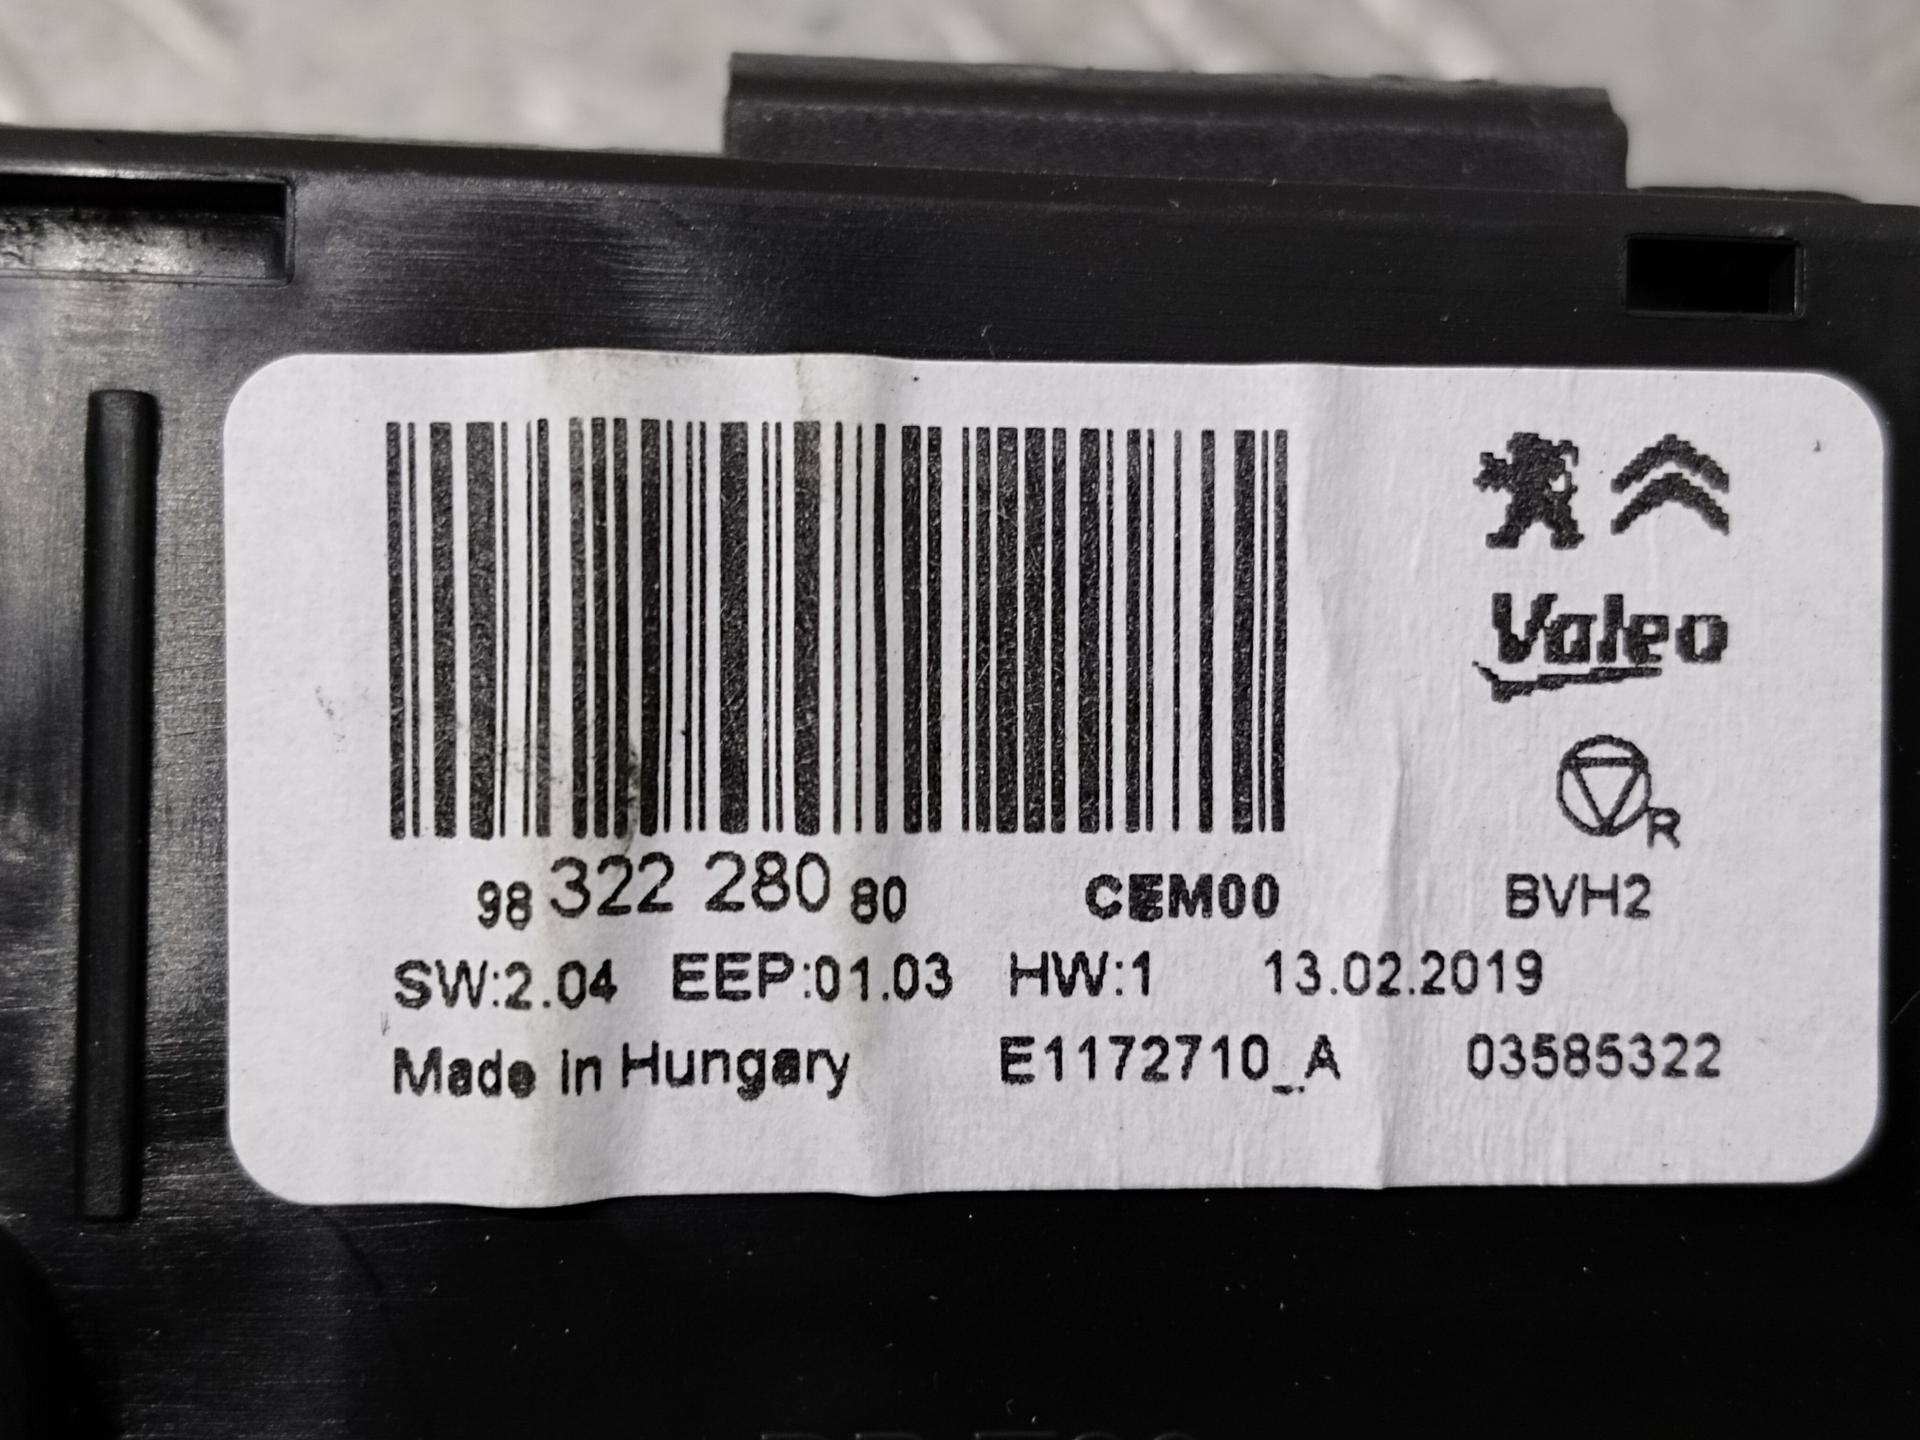 Valeo
R
98 322 280 80 CEM00 BVH2
SW:2.04 EEP:01.03 HW:1 13.02.2019
Made in Hungary E1172710_A 03585322